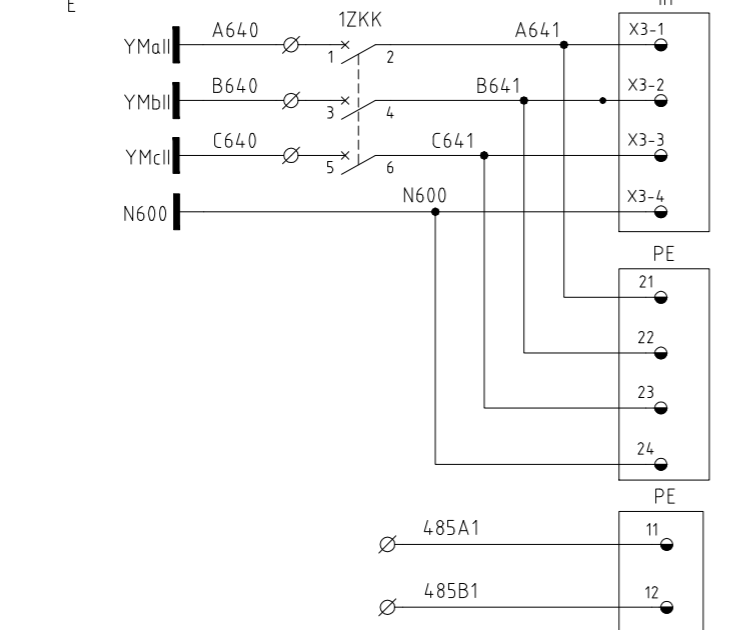 E
1ZKK
A640
A641
X3-1
YMaII
1
2
B640
B641
X3-2
YMbII
3
4
C640
C641
X3-3
YMcII
5
6
N600
X3-4
N600
PE
21
22
23
24
PE
485A1
11
485B1
12